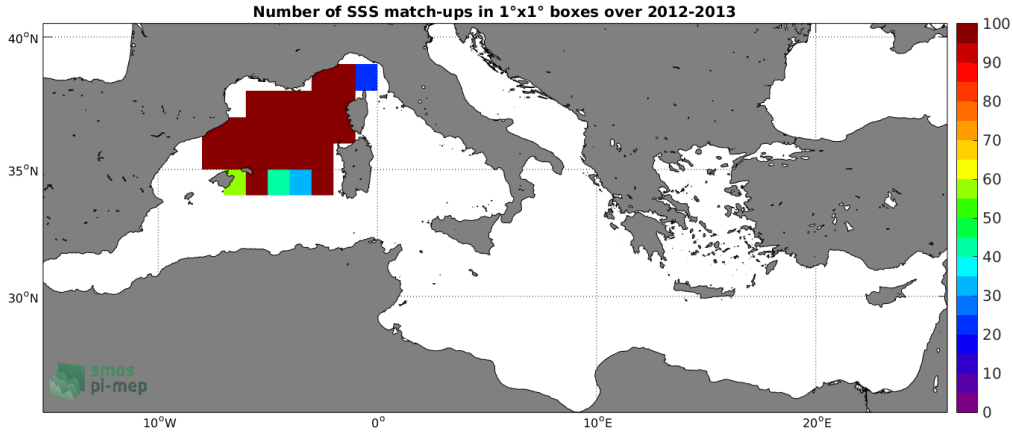 Number of SSS match-ups in 1°x1° boxes over 2012-2013
40°N
35°N
30°N
10°W
0°
10°E
20°E
100
90
80
70
60
50
40
30
20
10
0
smos
pi-mep